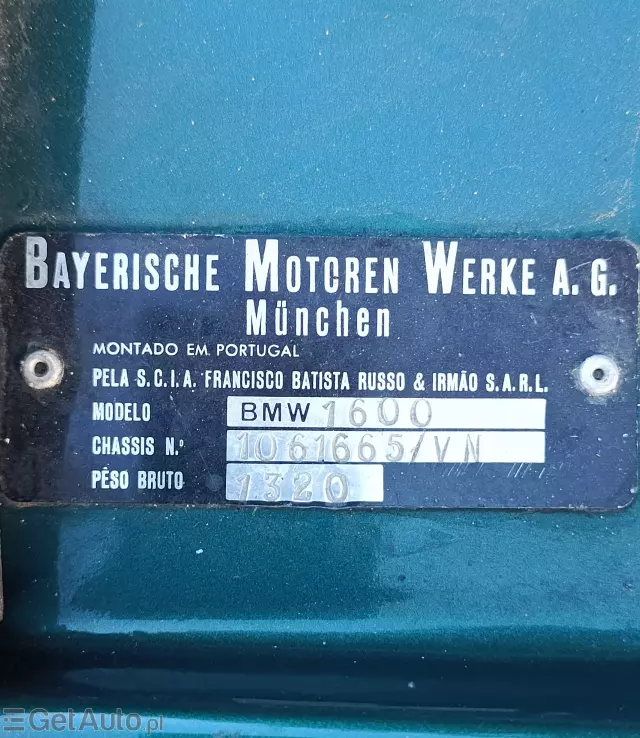 BAYERISCHE MOTOREN WERKE A. G.
München
MONTADO EM PORTUGAL
PELA S.C.I.A. FRANCISCO BATISTA RUSSO & IRMÃO S.A.R.L.
MODELO BMW 1600
CHASSIS N.º 1061665/VN
PÊSO BRUTO 1320
GetAuto.pl